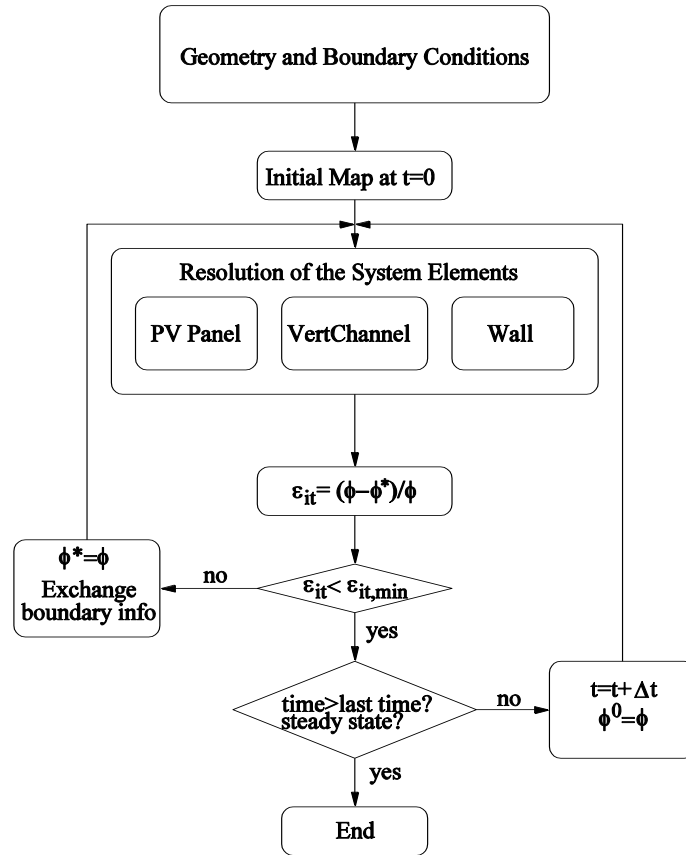 Geometry and Boundary Conditions
Initial Map at t=0
Resolution of the System Elements
PV Panel
VertChannel
Wall
εit= (ϕ−ϕ*)/ϕ
ϕ*=ϕ
Exchange
boundary info
no
εit< εit,min
yes
time>last time?
steady state?
no
t=t+Δt
ϕ⁰=ϕ
yes
End